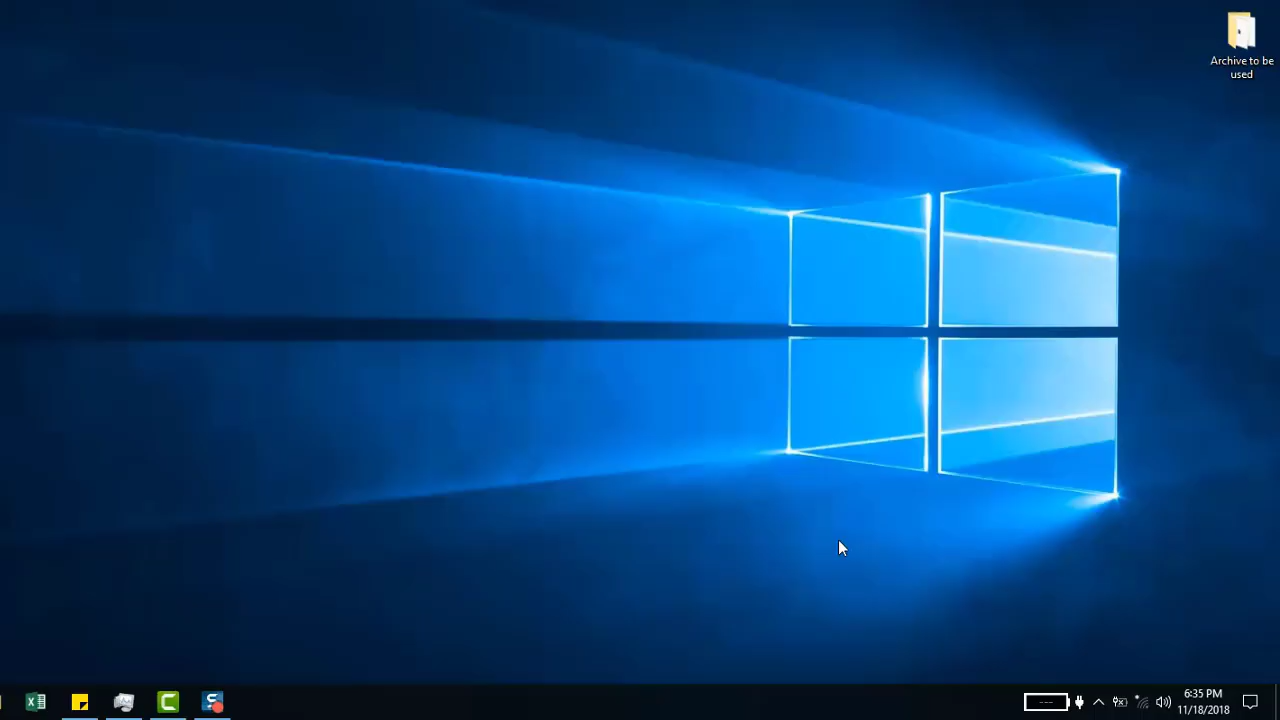 Archive to be
used
---
6:35 PM
11/18/2018